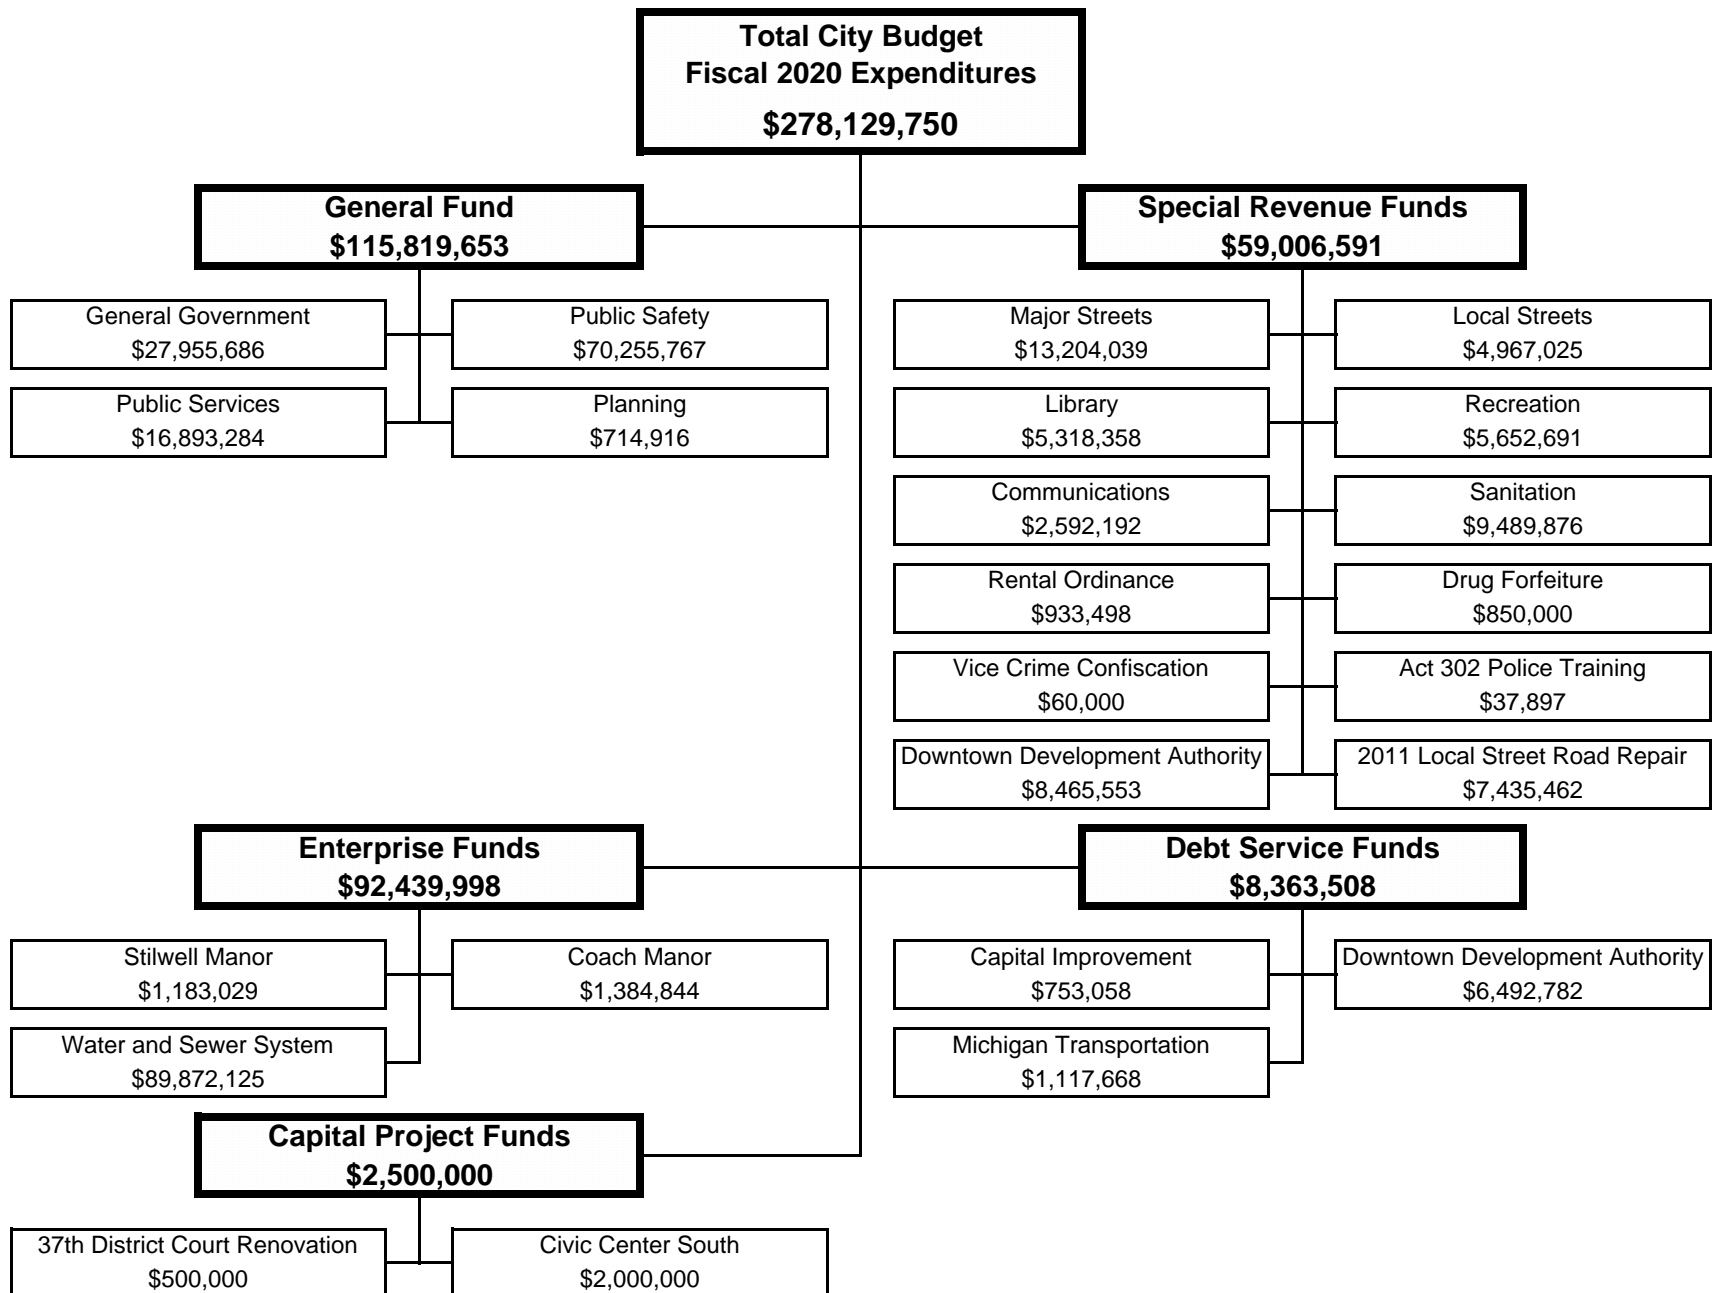 Total City Budget
Fiscal 2020 Expenditures
$278,129,750
General Fund
$115,819,653
Special Revenue Funds
$59,006,591
General Government
$27,955,686
Public Safety
$70,255,767
Major Streets
$13,204,039
Local Streets
$4,967,025
Public Services
$16,893,284
Planning
$714,916
Library
$5,318,358
Recreation
$5,652,691
Communications
$2,592,192
Sanitation
$9,489,876
Rental Ordinance
$933,498
Drug Forfeiture
$850,000
Vice Crime Confiscation
$60,000
Act 302 Police Training
$37,897
Downtown Development Authority
$8,465,553
2011 Local Street Road Repair
$7,435,462
Enterprise Funds
$92,439,998
Debt Service Funds
$8,363,508
Stilwell Manor
$1,183,029
Coach Manor
$1,384,844
Capital Improvement
$753,058
Downtown Development Authority
$6,492,782
Water and Sewer System
$89,872,125
Michigan Transportation
$1,117,668
Capital Project Funds
$2,500,000
37th District Court Renovation
$500,000
Civic Center South
$2,000,000